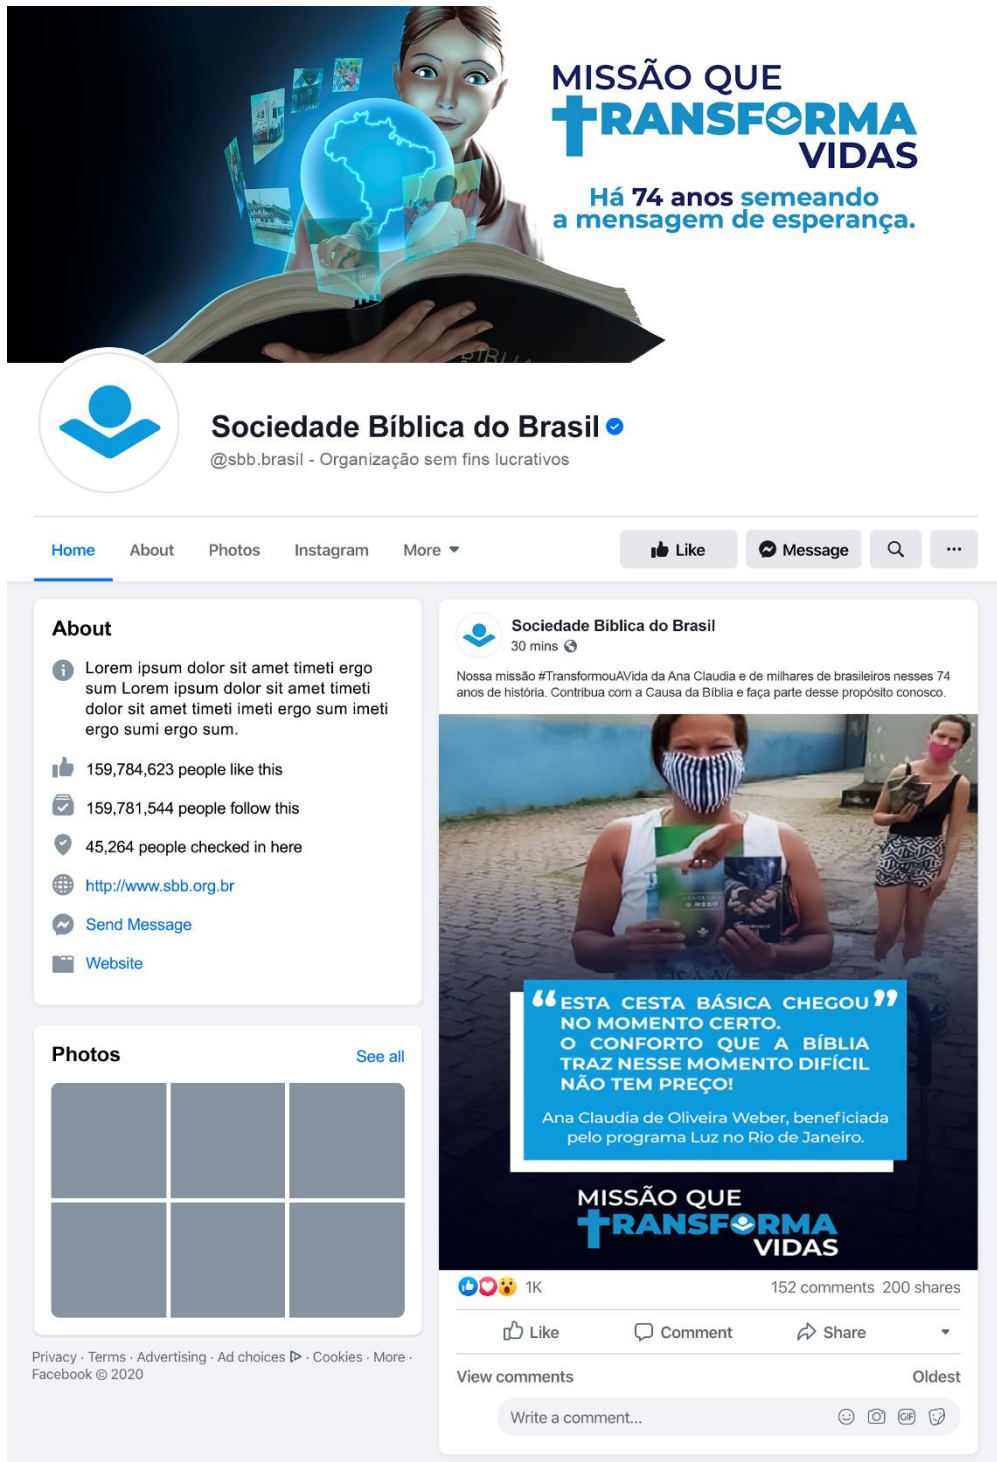 MISSÃO QUE
TRANSFORMA
VIDAS
Há 74 anos semeando
a mensagem de esperança.
Sociedade Bíblica do Brasil
@sbb.brasil - Organização sem fins lucrativos
Home About Photos Instagram More Like Message
About
Lorem ipsum dolor sit amet timeti ergo
sum Lorem ipsum dolor sit amet timeti
dolor sit amet timeti imeti ergo sum imeti
ergo sumi ergo sum.
159,784,623 people like this
159,781,544 people follow this
45,264 people checked in here
http://www.sbb.org.br
Send Message
Website
Photos See all
Privacy · Terms · Advertising · Ad choices · Cookies · More ·
Facebook © 2020
Sociedade Bíblica do Brasil
30 mins
Nossa missão #TransformouAVida da Ana Claudia e de milhares de brasileiros nesses 74
anos de história. Contribua com a Causa da Bíblia e faça parte desse propósito conosco.
“ESTA CESTA BÁSICA CHEGOU”
NO MOMENTO CERTO.
O CONFORTO QUE A BÍBLIA
TRAZ NESSE MOMENTO DIFÍCIL
NÃO TEM PREÇO!
Ana Claudia de Oliveira Weber, beneficiada
pelo programa Luz no Rio de Janeiro.
MISSÃO QUE
TRANSFORMA
VIDAS
1K 152 comments 200 shares
Like Comment Share
View comments Oldest
Write a comment... GIF